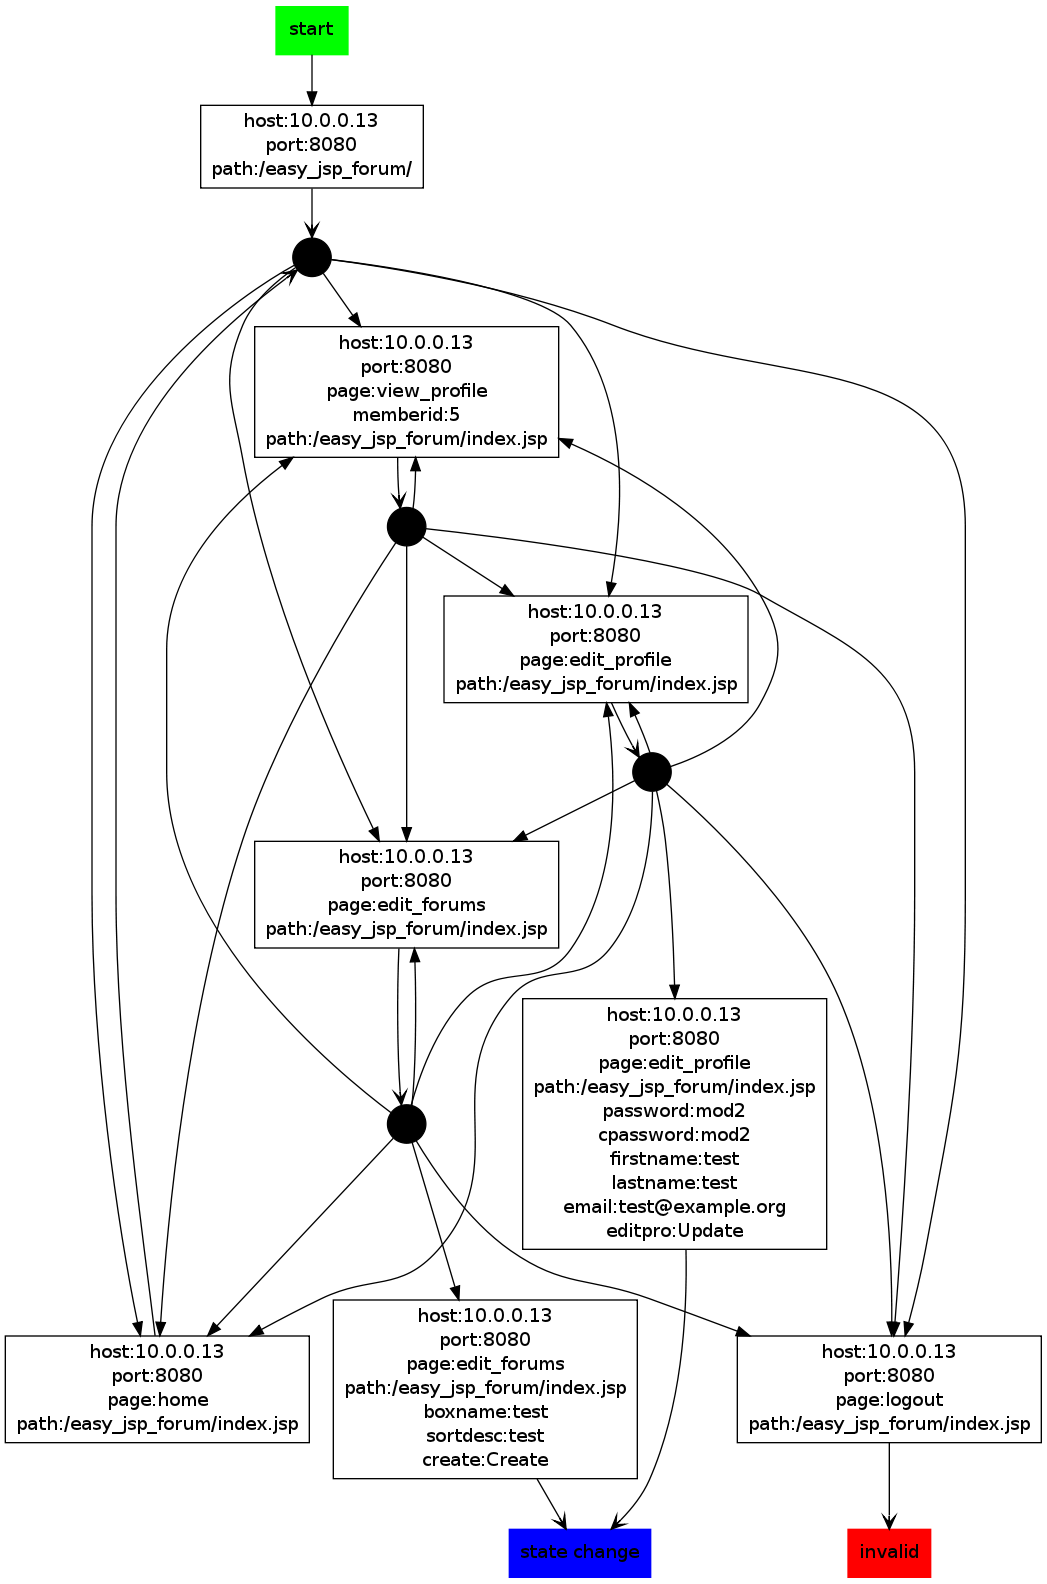 start
host:10.0.0.13
port:8080
path:/easy_jsp_forum/
host:10.0.0.13
port:8080
page:view_profile
memberid:5
path:/easy_jsp_forum/index.jsp
host:10.0.0.13
port:8080
page:edit_profile
path:/easy_jsp_forum/index.jsp
host:10.0.0.13
port:8080
page:edit_forums
path:/easy_jsp_forum/index.jsp
host:10.0.0.13
port:8080
page:edit_profile
path:/easy_jsp_forum/index.jsp
password:mod2
cpassword:mod2
firstname:test
lastname:test
email:test@example.org
editpro:Update
host:10.0.0.13
port:8080
page:home
path:/easy_jsp_forum/index.jsp
host:10.0.0.13
port:8080
page:edit_forums
path:/easy_jsp_forum/index.jsp
boxname:test
sortdesc:test
create:Create
host:10.0.0.13
port:8080
page:logout
path:/easy_jsp_forum/index.jsp
state change
invalid